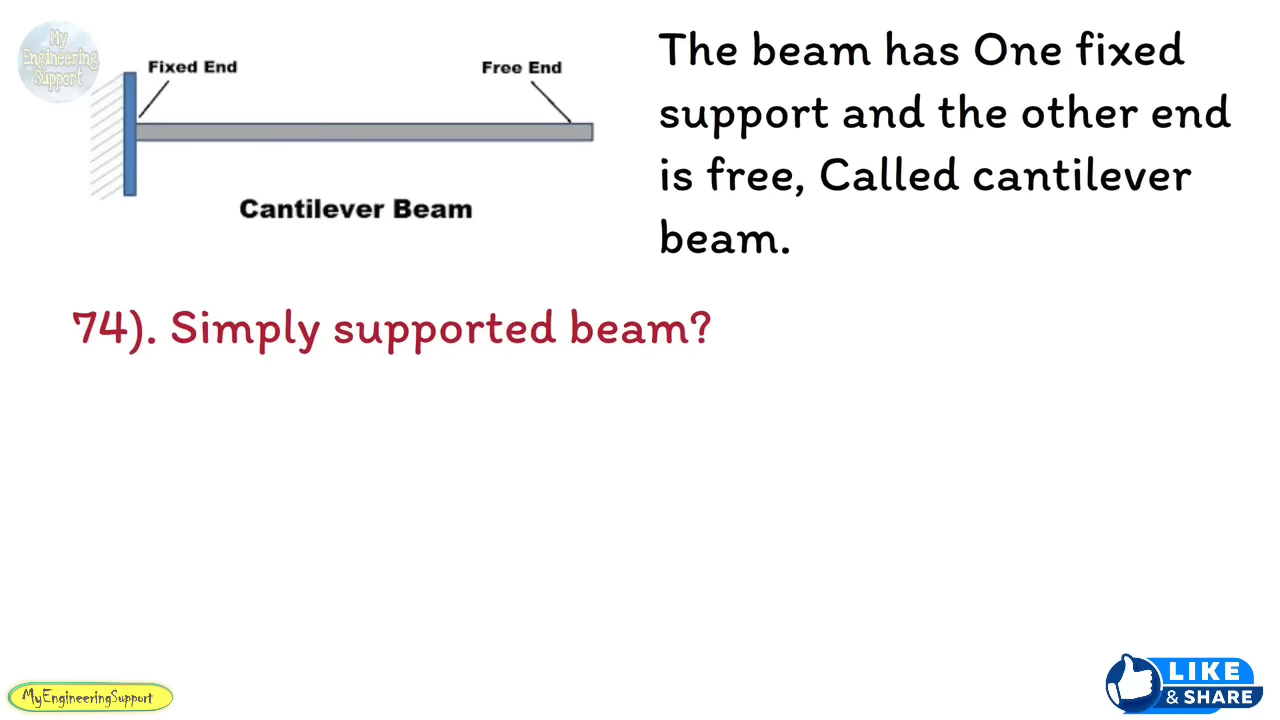 My
Engineering
Support
Fixed End
Free End
Cantilever Beam
The beam has One fixed
support and the other end
is free, Called cantilever
beam.
74). Simply supported beam?
MyEngineeringSupport
LIKE
& SHARE